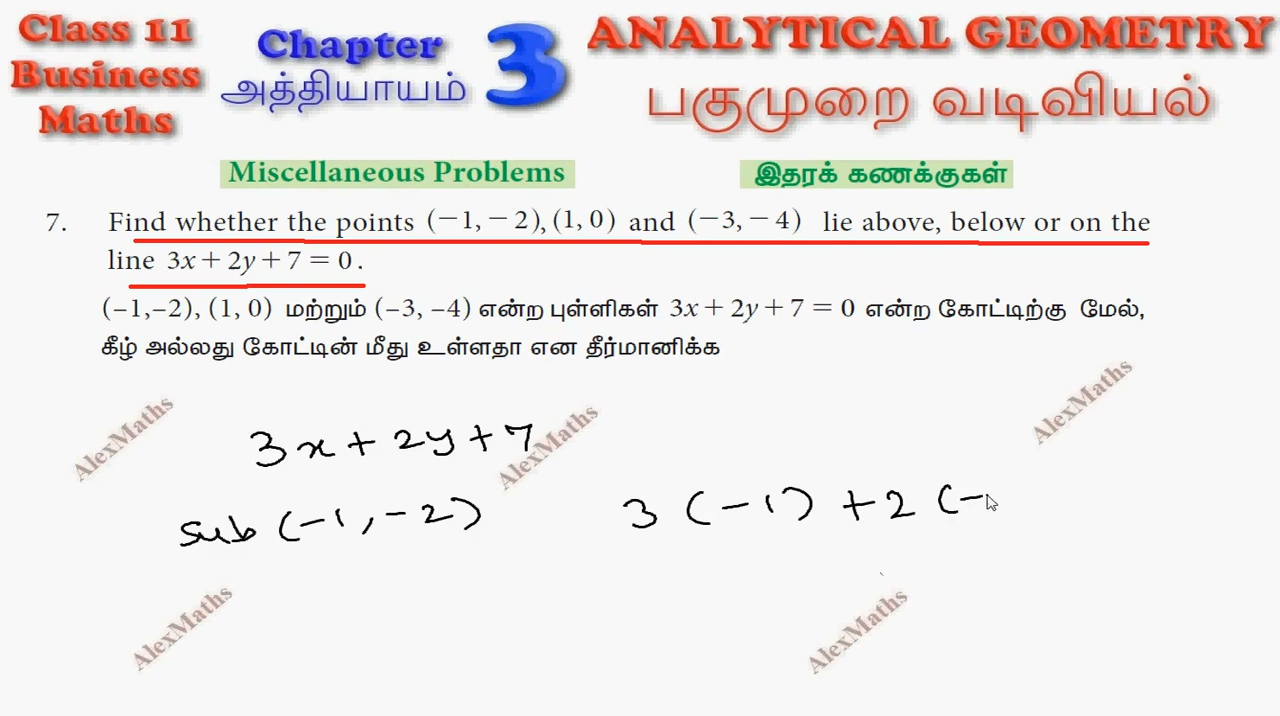 Class 11
Business
Maths
Chapter
அத்தியாயம்
3
ANALYTICAL GEOMETRY
பகுமுறை வடிவியல்
Miscellaneous Problems
இதரக் கணக்குகள்
7. Find whether the points (−1, −2), (1, 0) and (−3, −4) lie above, below or on the
line 3x + 2y + 7 = 0.
(−1,−2), (1, 0) மற்றும் (−3, −4) என்ற புள்ளிகள் 3x + 2y + 7 = 0 என்ற கோட்டிற்கு மேல்,
கீழ் அல்லது கோட்டின் மீது உள்ளதா என தீர்மானிக்க
AlexMaths
AlexMaths
AlexMaths
3x + 2y + 7
sub (-1, -2)
3 (-1) + 2 (-
AlexMaths
AlexMaths